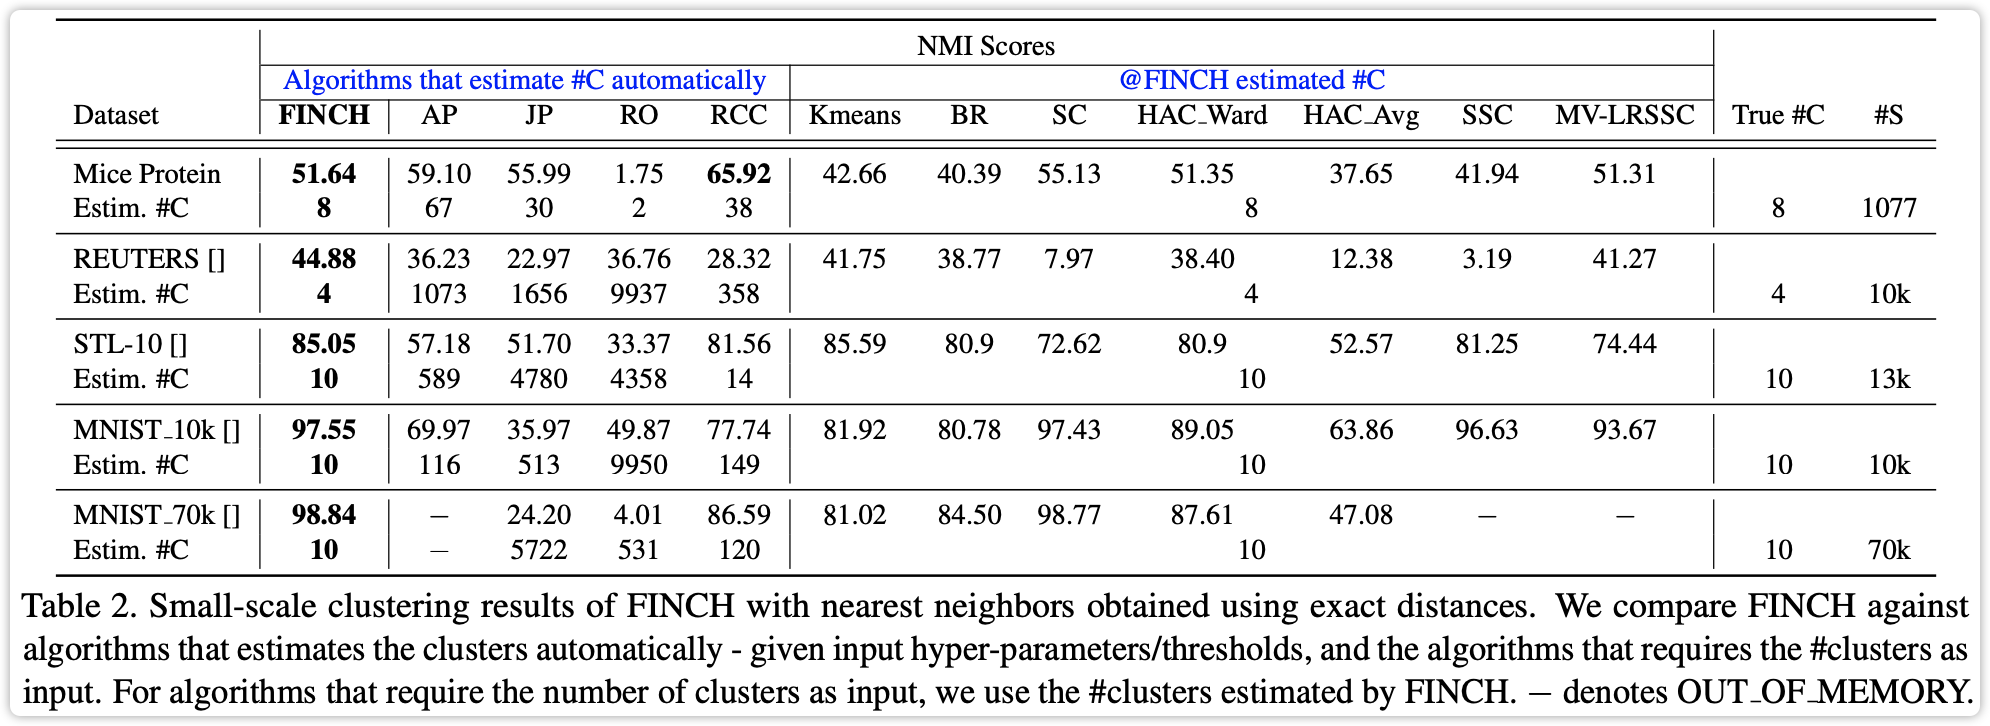 NMI Scores
Algorithms that estimate #C automatically @FINCH estimated #C
Dataset FINCH AP JP RO RCC Kmeans BR SC HAC_Ward HAC_Avg SSC MV-LRSSC True #C #S
Mice Protein 51.64 59.10 55.99 1.75 65.92 42.66 40.39 55.13 51.35 37.65 41.94 51.31
Estim. #C 8 67 30 2 38 8 8 1077
REUTERS [] 44.88 36.23 22.97 36.76 28.32 41.75 38.77 7.97 38.40 12.38 3.19 41.27
Estim. #C 4 1073 1656 9937 358 4 4 10k
STL-10 [] 85.05 57.18 51.70 33.37 81.56 85.59 80.9 72.62 80.9 52.57 81.25 74.44
Estim. #C 10 589 4780 4358 14 10 10 13k
MNIST_10k [] 97.55 69.97 35.97 49.87 77.74 81.92 80.78 97.43 89.05 63.86 96.63 93.67
Estim. #C 10 116 513 9950 149 10 10 10k
MNIST_70k [] 98.84 – 24.20 4.01 86.59 81.02 84.50 98.77 87.61 47.08 – –
Estim. #C 10 – 5722 531 120 10 10 70k
Table 2. Small-scale clustering results of FINCH with nearest neighbors obtained using exact distances. We compare FINCH against
algorithms that estimates the clusters automatically - given input hyper-parameters/thresholds, and the algorithms that requires the #clusters as
input. For algorithms that require the number of clusters as input, we use the #clusters estimated by FINCH. – denotes OUT_OF_MEMORY.